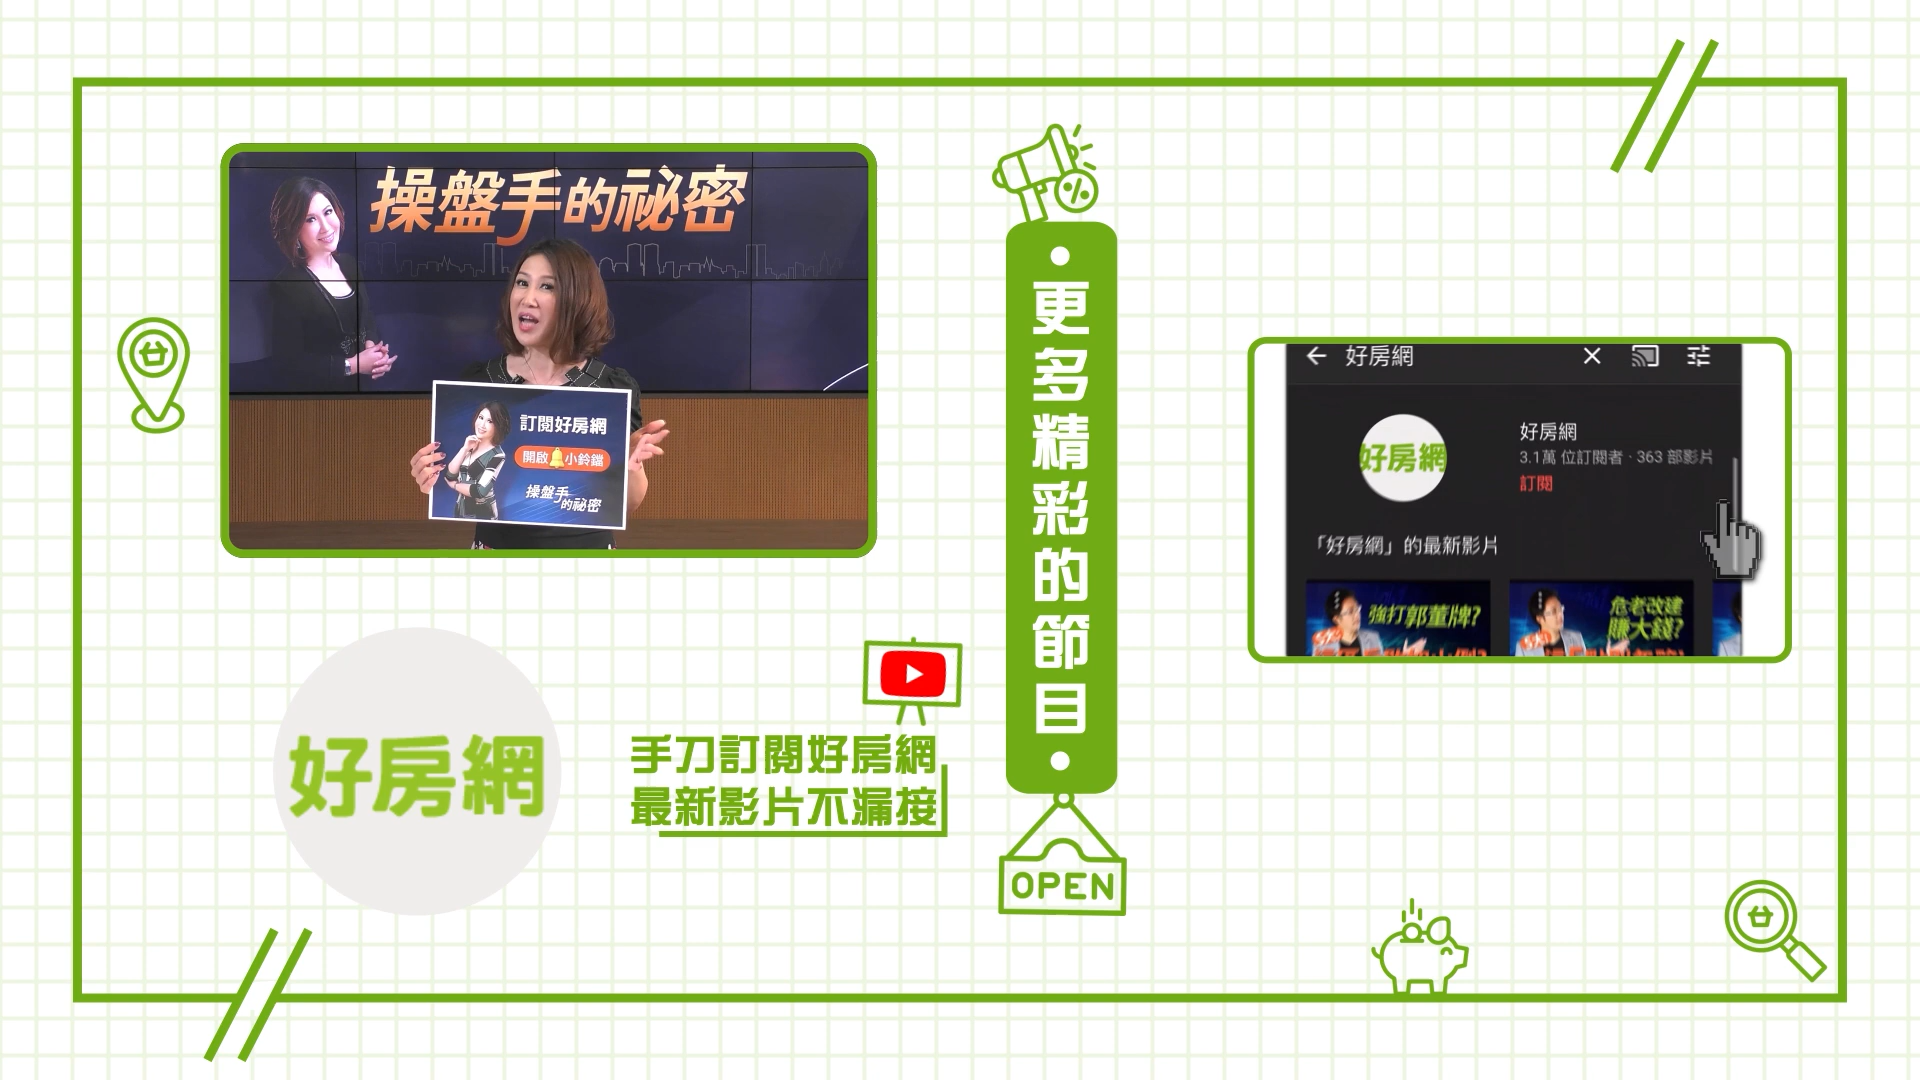 操盤手的祕密
訂閱好房網
開啟🔔小鈴鐺
操盤手
的祕密
好房網
手刀訂閱好房網
最新影片不漏接
更多精彩的節目
OPEN
好房網
好房網
好房網
3.1萬 位訂閱者 · 363 部影片
訂閱
「好房網」的最新影片
強打郭董牌?
危老改建
賺大錢?